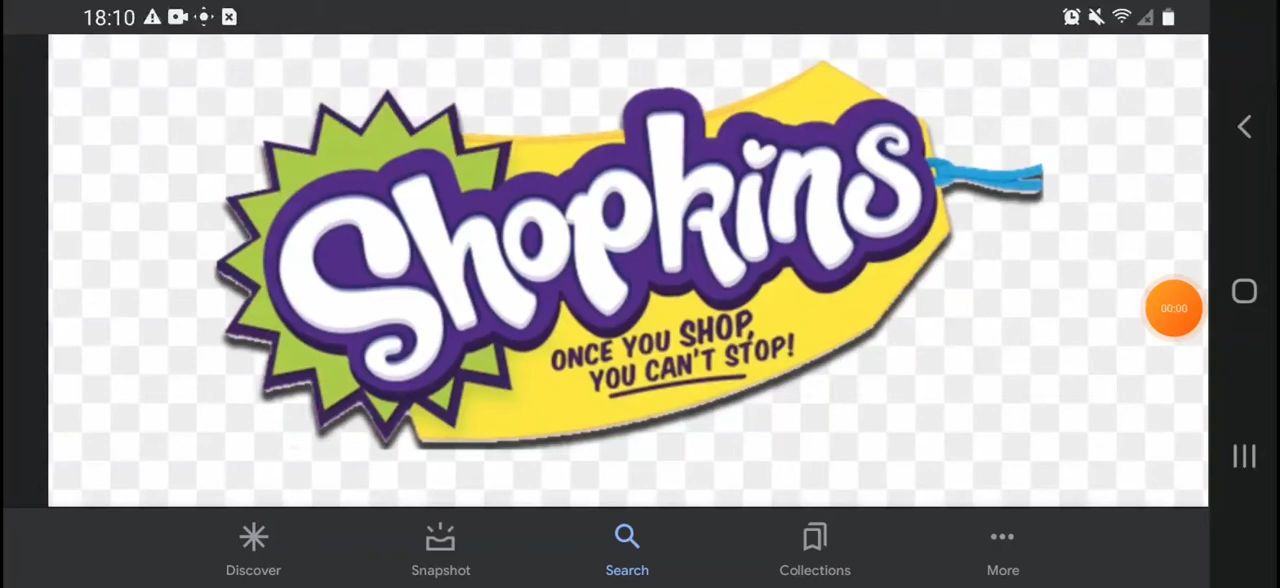 18:10
Shopkins
ONCE YOU SHOP,
YOU CAN'T STOP!
00:00
Discover
Snapshot
Search
Collections
More